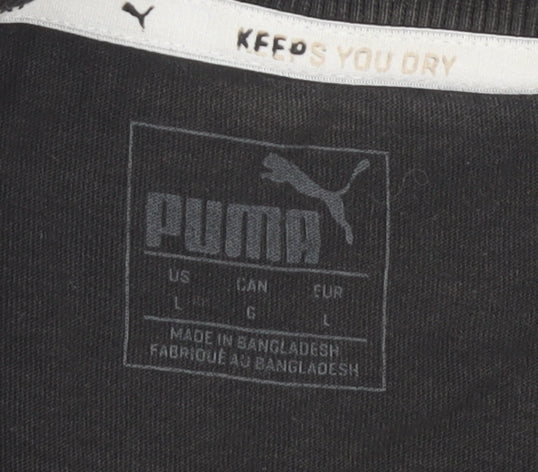 KEEPS YOU DRY
PUMA
US CAN EUR
L G L
MADE IN BANGLADESH
FABRIQUÉ AU BANGLADESH